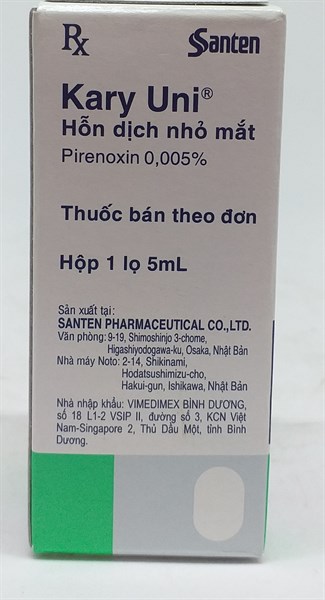 Rx Santen
Kary Uni®
Hỗn dịch nhỏ mắt
Pirenoxin 0,005%
Thuốc bán theo đơn
Hộp 1 lọ 5mL
Sản xuất tại:
SANTEN PHARMACEUTICAL CO.,LTD.
Văn phòng: 9-19, Shimoshinjo 3-chome,
Higashiyodogawa-ku, Osaka, Nhật Bản
Nhà máy Noto: 2-14, Shikinami,
Hodatsushimizu-cho,
Hakui-gun, Ishikawa, Nhật Bản
Nhà nhập khẩu: VIMEDIMEX BÌNH DƯƠNG,
số 18 L1-2 VSIP II, đường số 3, KCN Việt
Nam-Singapore 2, Thủ Dầu Một, tỉnh Bình
Dương.